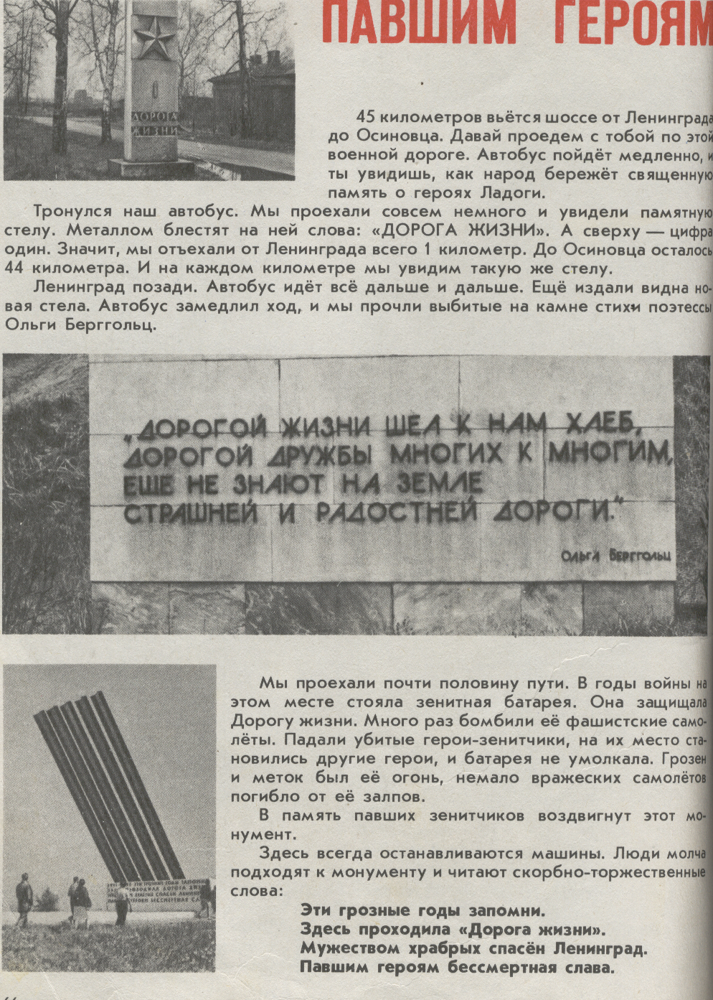 ПАВШИМ ГЕРОЯМ
ДОРОГА
ЖИЗНИ
45 километров вьётся шоссе от Ленинграда
до Осиновца. Давай проедем с тобой по этой
военной дороге. Автобус пойдёт медленно, и
ты увидишь, как народ бережёт священную
память о героях Ладоги.
Тронулся наш автобус. Мы проехали совсем немного и увидели памятную
стелу. Металлом блестят на ней слова: «ДОРОГА ЖИЗНИ». А сверху — цифра
один. Значит, мы отъехали от Ленинграда всего 1 километр. До Осиновца осталось
44 километра. И на каждом километре мы увидим такую же стелу.
Ленинград позади. Автобус идёт всё дальше и дальше. Ещё издали видна но-
вая стела. Автобус замедлил ход, и мы прочли выбитые на камне стихи поэтессы
Ольги Берггольц.
„ДОРОГОЙ ЖИЗНИ ШЕЛ К НАМ ХЛЕБ,
ДОРОГОЙ ДРУЖБЫ МНОГИХ К МНОГИМ,
ЕЩЕ НЕ ЗНАЮТ НА ЗЕМЛЕ
СТРАШНЕЙ И РАДОСТНЕЙ ДОРОГИ.“
ОЛЬГА БЕРГГОЛЬЦ
Мы проехали почти половину пути. В годы войны на
этом месте стояла зенитная батарея. Она защищала
Дорогу жизни. Много раз бомбили её фашистские само-
лёты. Падали убитые герои-зенитчики, на их место ста-
новились другие герои, и батарея не умолкала. Грозен
и меток был её огонь, немало вражеских самолётов
погибло от её залпов.
В память павших зенитчиков воздвигнут этот мо-
нумент.
Здесь всегда останавливаются машины. Люди молча
подходят к монументу и читают скорбно-торжественные
слова:
Эти грозные годы запомни.
Здесь проходила «Дорога жизни».
Мужеством храбрых спасён Ленинград.
Павшим героям бессмертная слава.